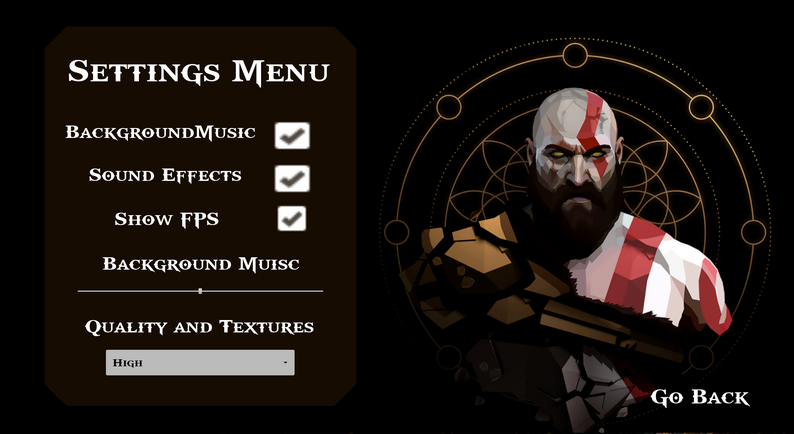 Settings Menu
BackgroundMusic
Sound Effects
Show FPS
Background Muisc
Quality and Textures
High
Go Back